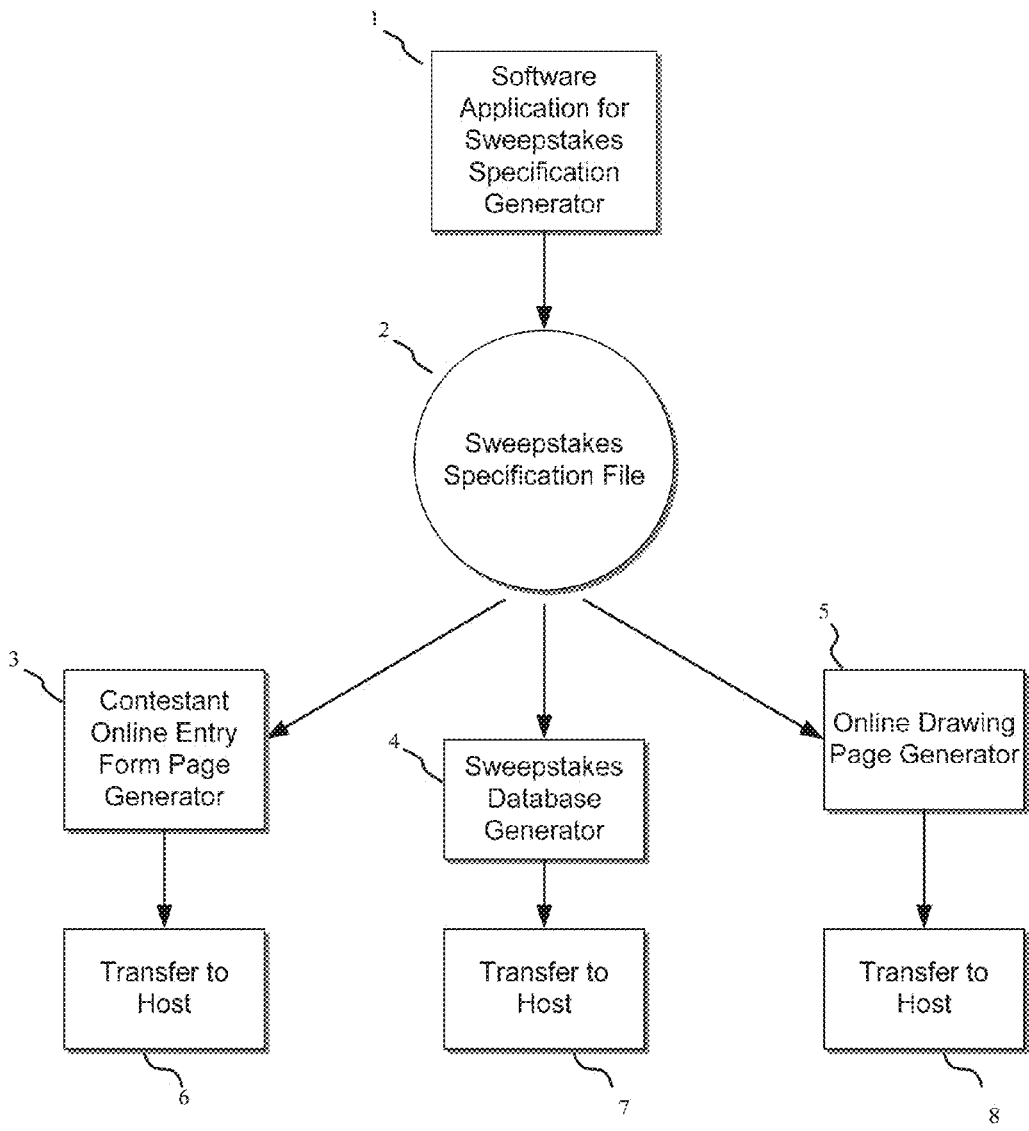 1
Software
Application for
Sweepstakes
Specification
Generator
2
Sweepstakes
Specification File
3
Contestant
Online Entry
Form Page
Generator
4
Sweepstakes
Database
Generator
5
Online Drawing
Page Generator
Transfer to
Host
6
Transfer to
Host
7
Transfer to
Host
8